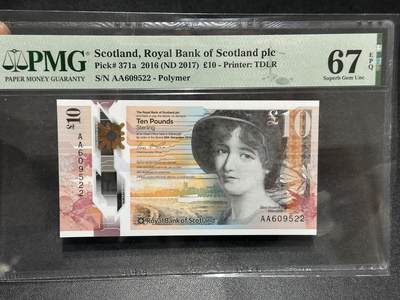 PMG
PAPER MONEY GUARANTY
Scotland, Royal Bank of Scotland plc
Pick# 371a 2016 (ND 2017) £10 - Printer: TDLR
S/N AA609522 - Polymer
67
EPQ
Superb Gem Unc
The Royal Bank of Scotland plc
Ten Pounds
Sterling
£10
10
£
AA609522
Royal Bank of Scotland
AA609522